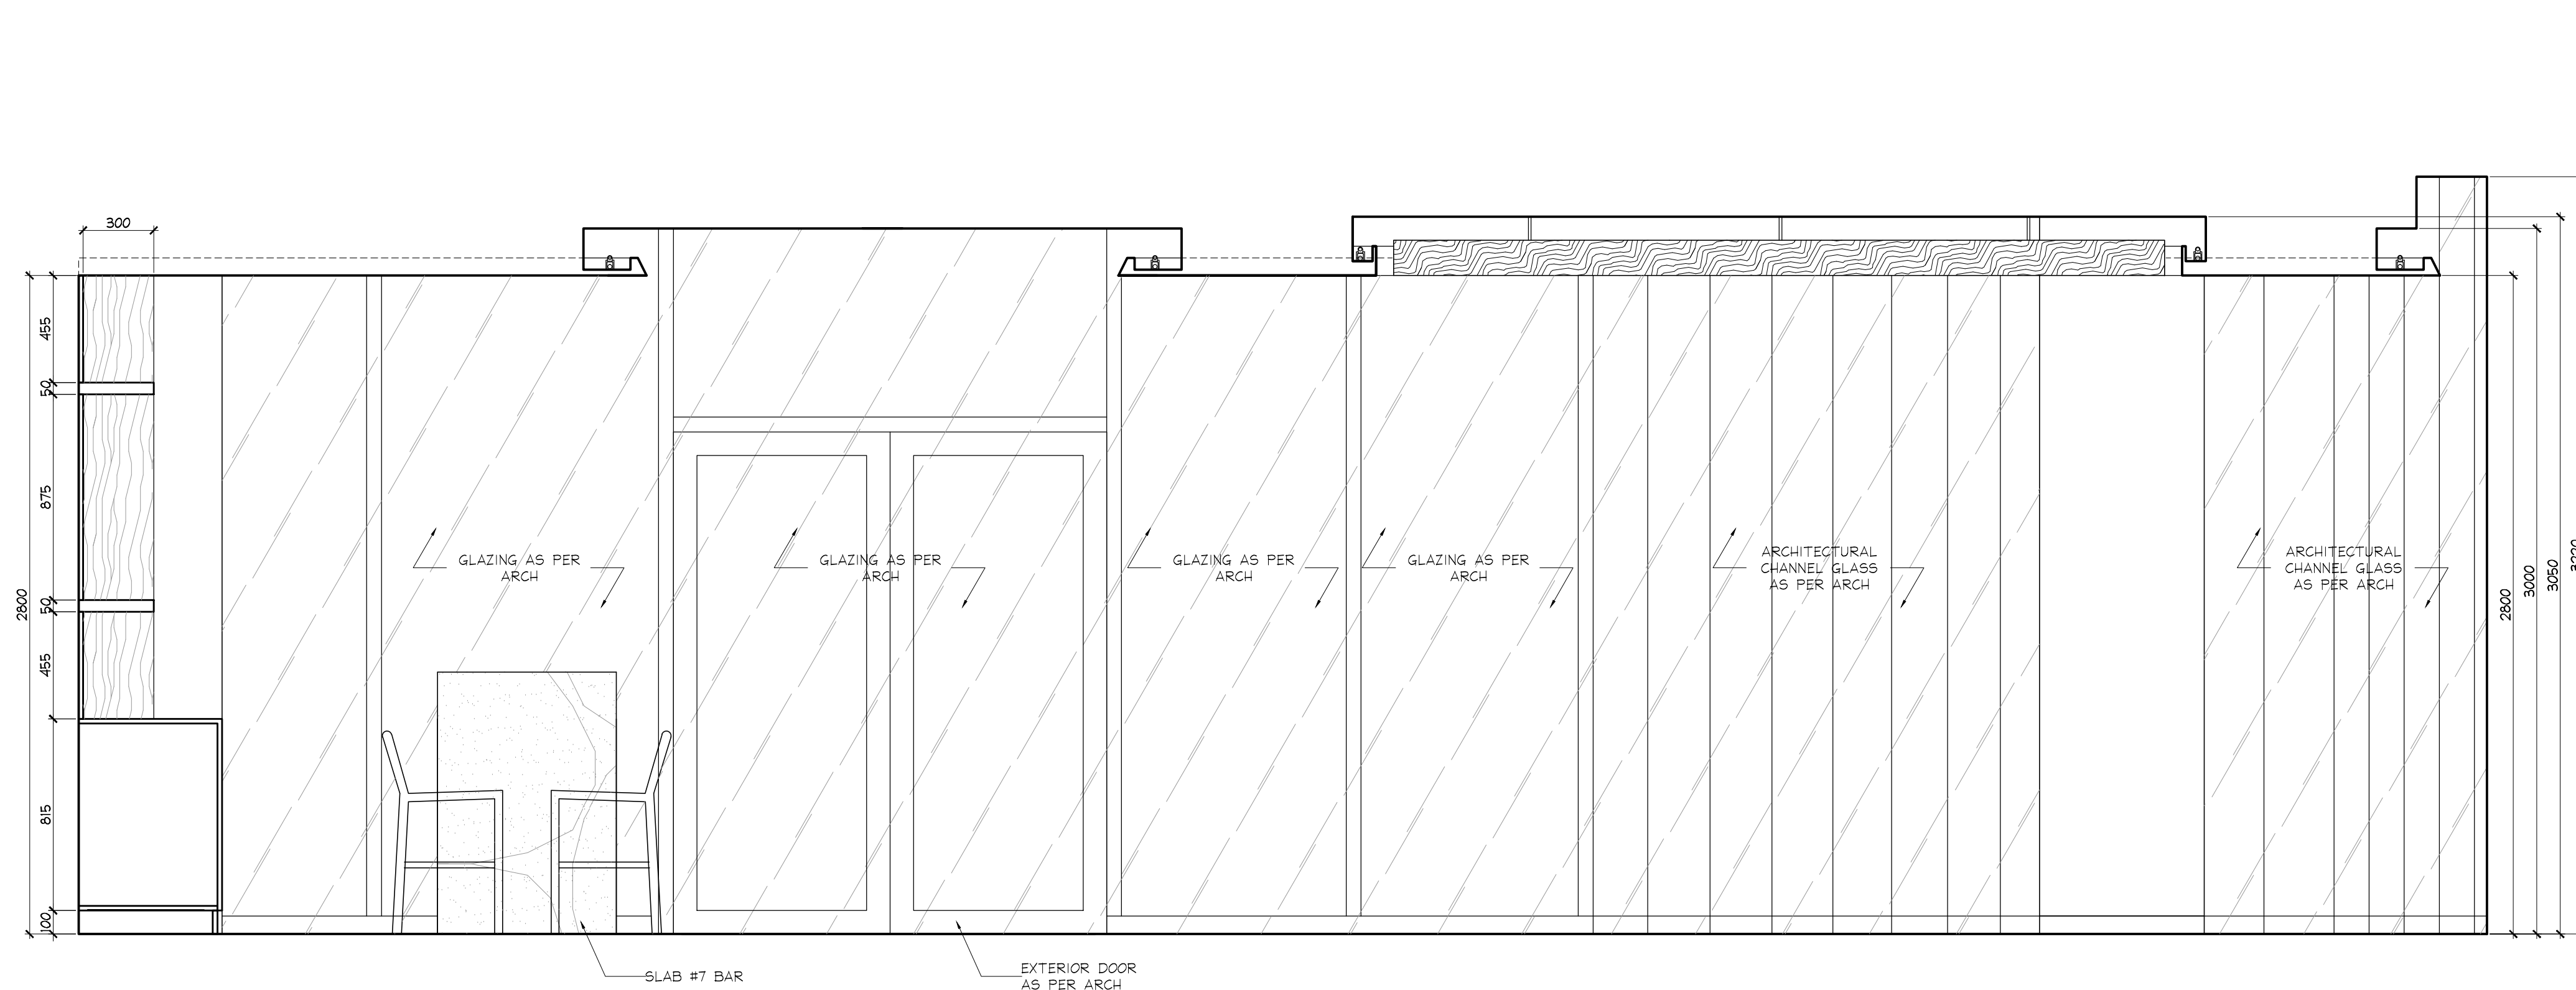 300
455
50
875
50
455
815
100
2800
GLAZING AS PER
ARCH
GLAZING AS PER
ARCH
GLAZING AS PER
ARCH
GLAZING AS PER
ARCH
ARCHITECTURAL
CHANNEL GLASS
AS PER ARCH
ARCHITECTURAL
CHANNEL GLASS
AS PER ARCH
2800
3000
3050
SLAB #7 BAR
EXTERIOR DOOR
AS PER ARCH